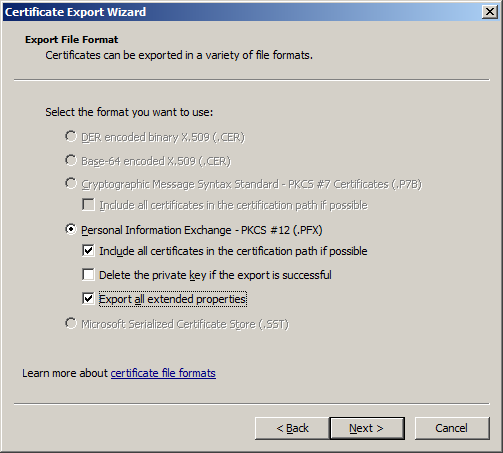 Certificate Export Wizard
Export File Format
Certificates can be exported in a variety of file formats.
Select the format you want to use:
DER encoded binary X.509 (.CER)
Base-64 encoded X.509 (.CER)
Cryptographic Message Syntax Standard - PKCS #7 Certificates (.P7B)
Include all certificates in the certification path if possible
Personal Information Exchange - PKCS #12 (.PFX)
Include all certificates in the certification path if possible
Delete the private key if the export is successful
Export all extended properties
Microsoft Serialized Certificate Store (.SST)
Learn more about certificate file formats
< Back Next > Cancel